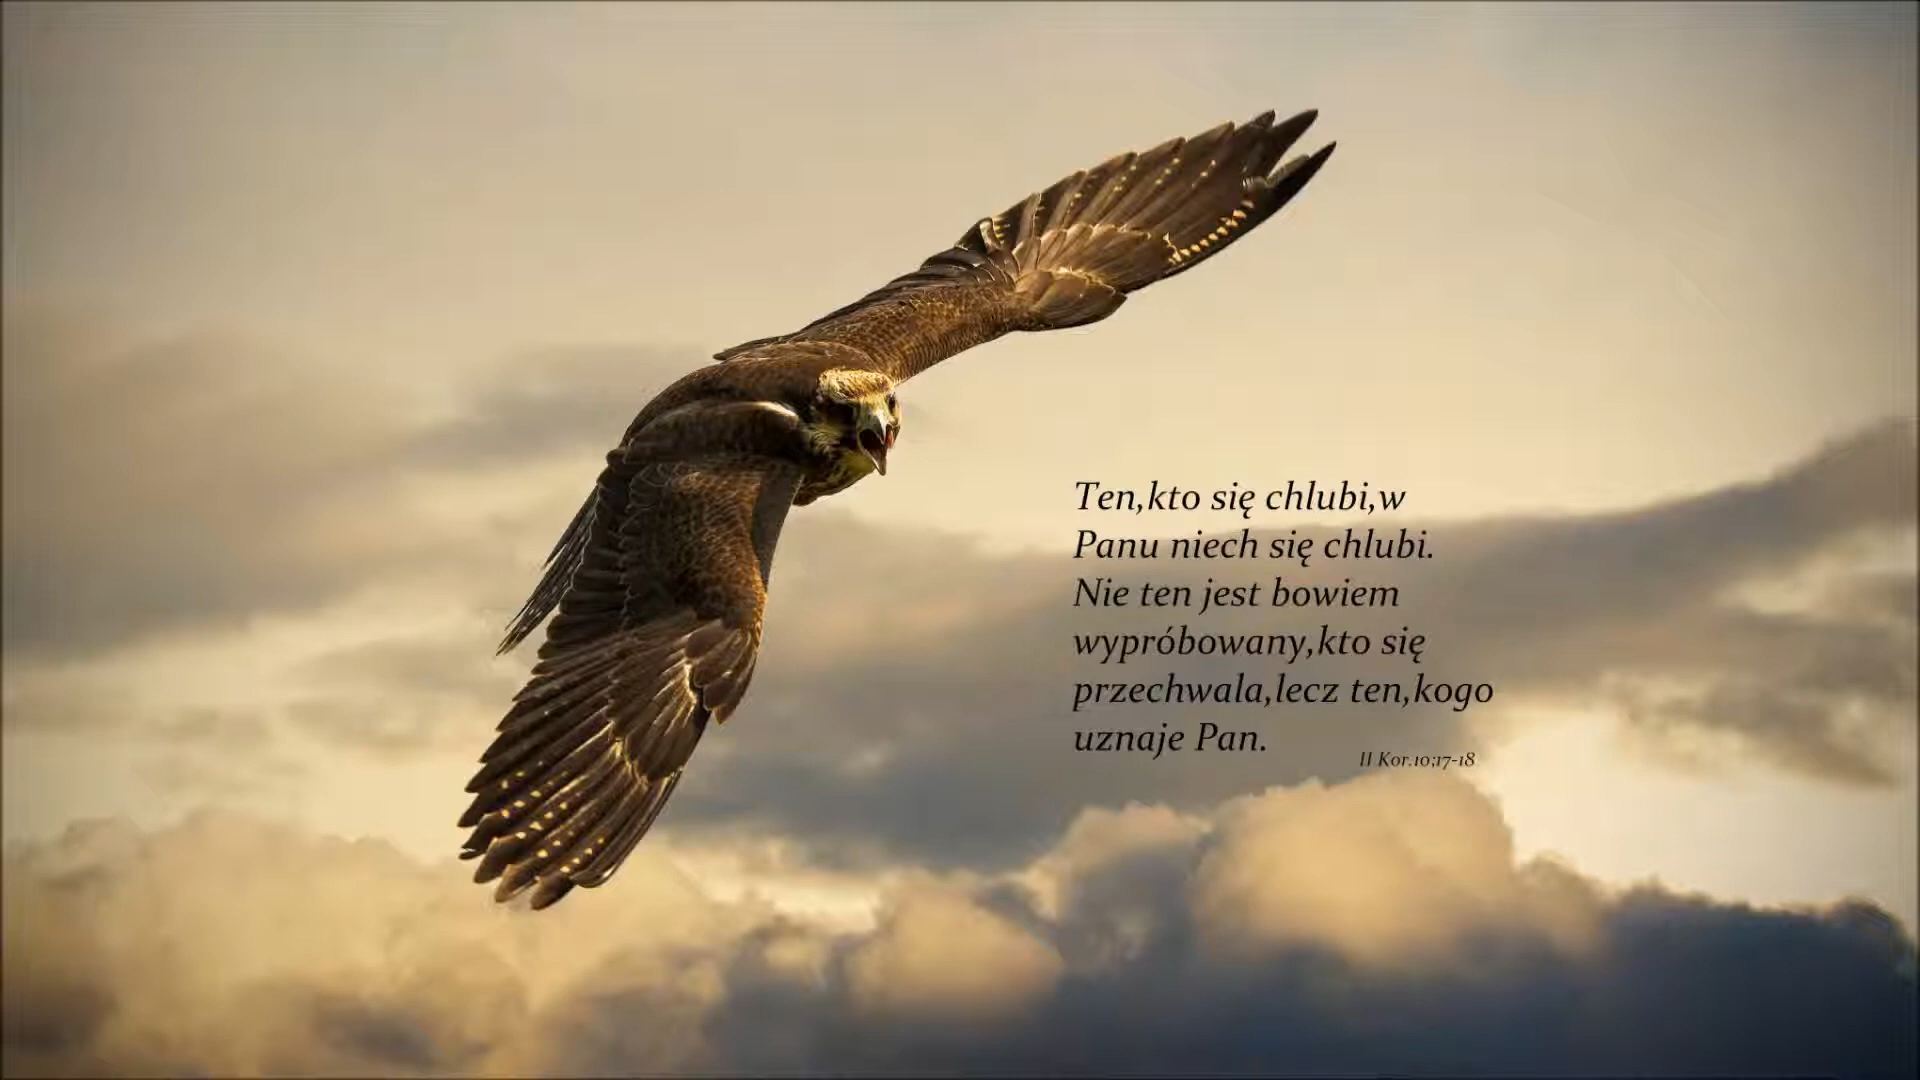 Ten,kto się chlubi,w
Panu niech się chlubi.
Nie ten jest bowiem
wypróbowany,kto się
przechwala,lecz ten,kogo
uznaje Pan.
II Kor.10;17-18